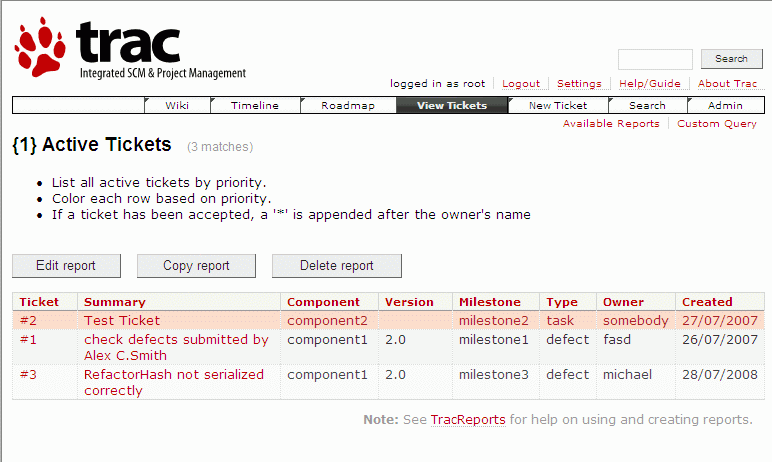 trac
Integrated SCM & Project Management
Search
logged in as root Logout Settings Help/Guide About Trac
Wiki Timeline Roadmap View Tickets New Ticket Search Admin
Available Reports Custom Query
{1} Active Tickets (3 matches)
• List all active tickets by priority.
• Color each row based on priority.
• If a ticket has been accepted, a '*' is appended after the owner's name
Edit report Copy report Delete report
Ticket Summary Component Version Milestone Type Owner Created
#2 Test Ticket component2 milestone2 task somebody 27/07/2007
#1 check defects submitted by component1 2.0 milestone1 defect fasd 26/07/2007
Alex C.Smith
#3 RefactorHash not serialized component1 2.0 milestone3 defect michael 28/07/2008
correctly
Note: See TracReports for help on using and creating reports.